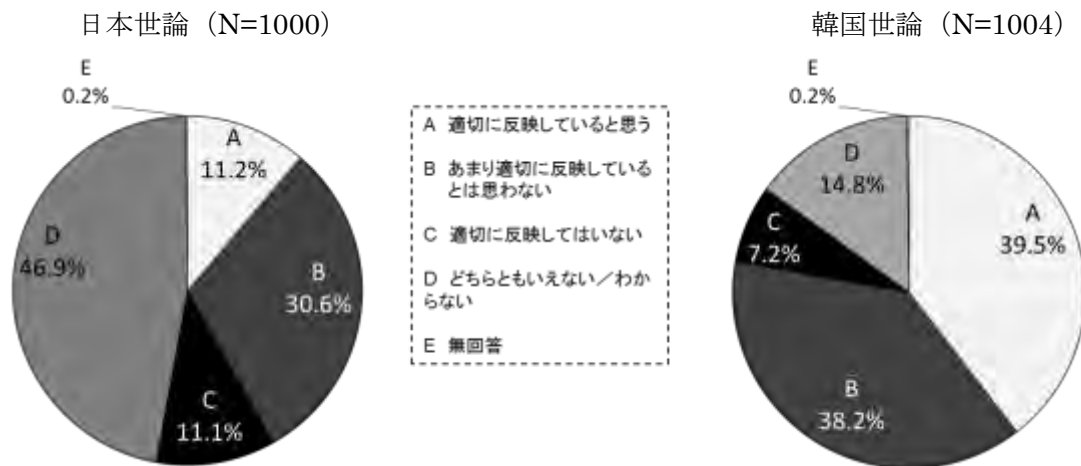 日本世論（N=1000）
E
0.2%
A
11.2%
B
30.6%
C
11.1%
D
46.9%
A 適切に反映していると思う
B あまり適切に反映している
とは思わない
C 適切に反映してはいない
D どちらともいえない／わか
らない
E 無回答
韓国世論（N=1004）
E
0.2%
A
39.5%
B
38.2%
C
7.2%
D
14.8%